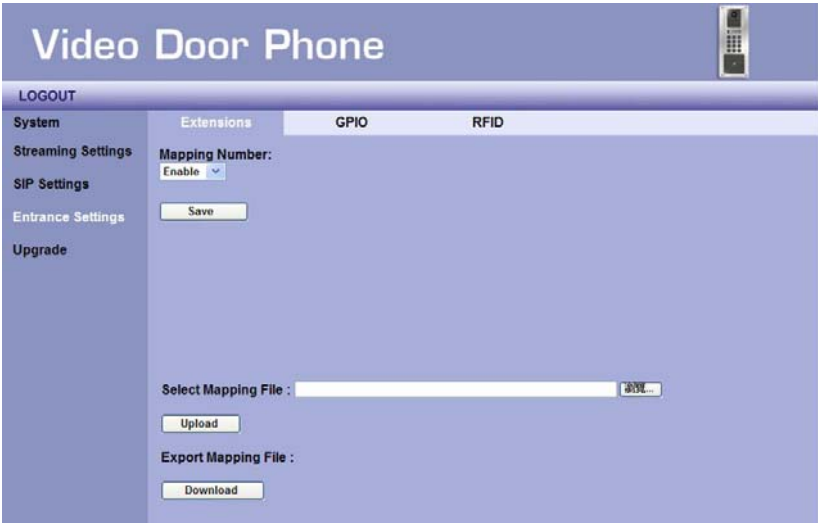 Video Door Phone
LOGOUT
System
Streaming Settings
SIP Settings
Entrance Settings
Upgrade
Extensions GPIO RFID
Mapping Number:
Enable
Save
Select Mapping File :
Upload
Export Mapping File :
Download